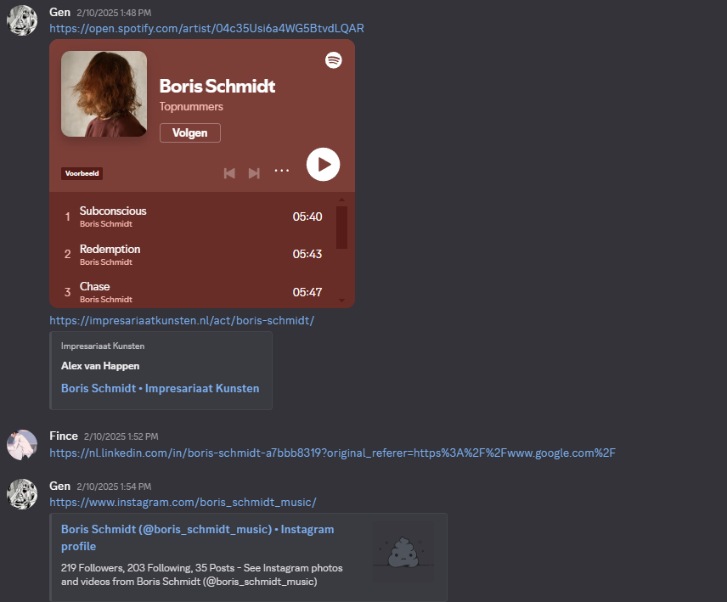 Gen 2/10/2025 1:48 PM
https://open.spotify.com/artist/04c35Usi6a4WG5BtvdLQAR
Boris Schmidt
Topnummers
Volgen
Voorbeeld
1 Subconscious 05:40
Boris Schmidt
2 Redemption 05:43
Boris Schmidt
3 Chase 05:47
Boris Schmidt
https://impresariaatkunsten.nl/act/boris-schmidt/
Impresariaat Kunsten
Alex van Happen
Boris Schmidt • Impresariaat Kunsten
Fince 2/10/2025 1:52 PM
https://nl.linkedin.com/in/boris-schmidt-a7bbb8319?original_referer=https%3A%2F%2Fwww.google.com%2F
Gen 2/10/2025 1:54 PM
https://www.instagram.com/boris_schmidt_music/
Boris Schmidt (@boris_schmidt_music) • Instagram
profile
219 Followers, 203 Following, 35 Posts - See Instagram photos
and videos from Boris Schmidt (@boris_schmidt_music)